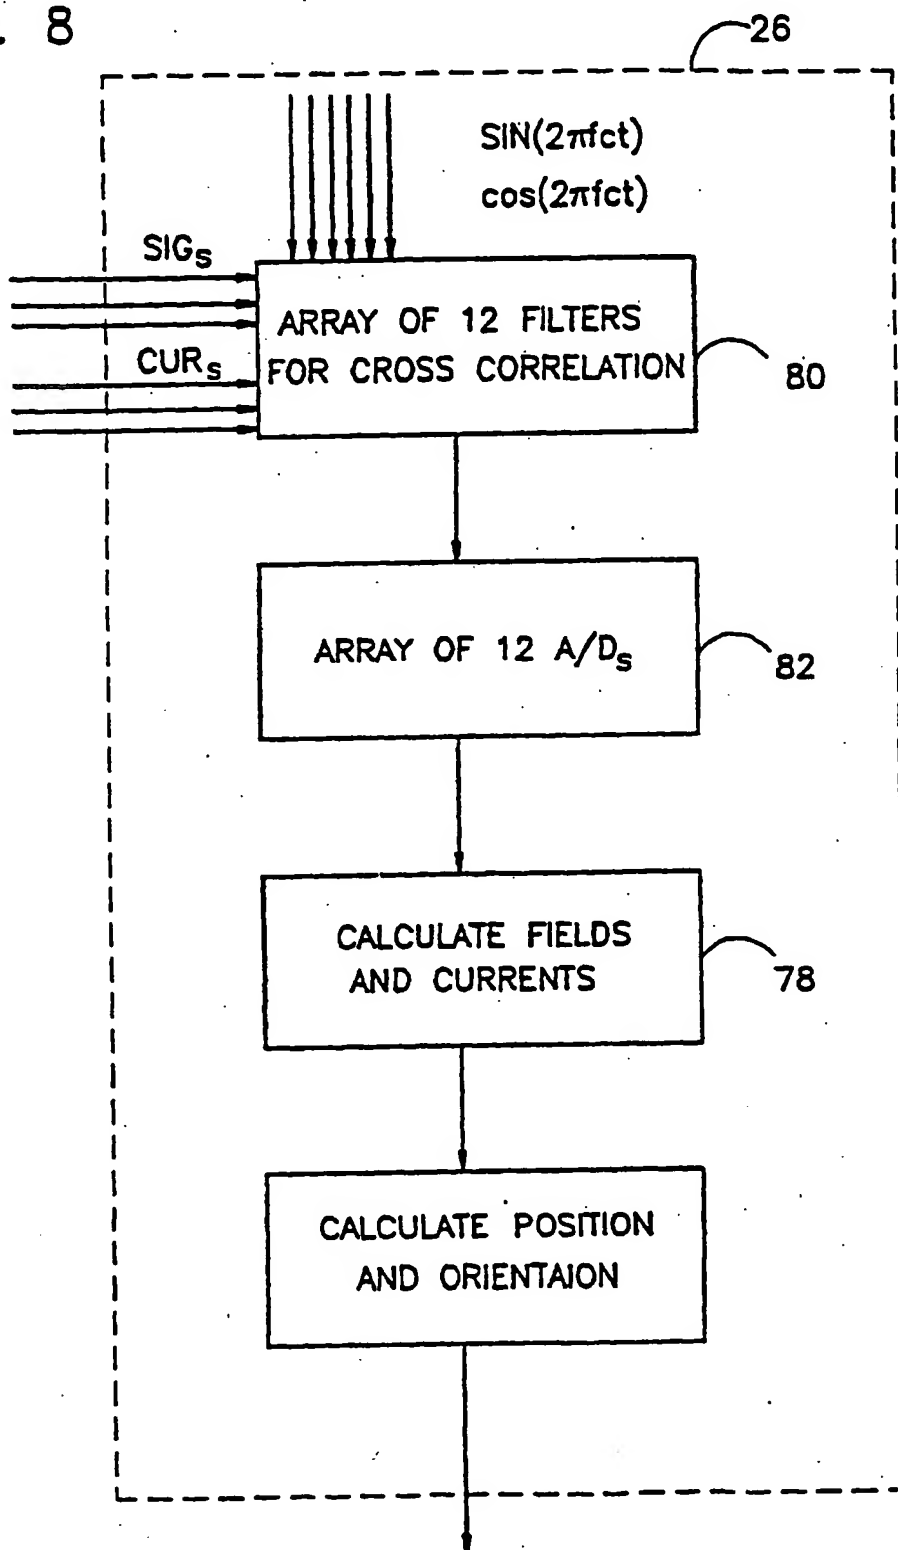 . 8
26
SIN(2πfct)
cos(2πfct)
SIGs
ARRAY OF 12 FILTERS
FOR CROSS CORRELATION
CURs
80
ARRAY OF 12 A/Ds
82
CALCULATE FIELDS
AND CURRENTS
78
CALCULATE POSITION
AND ORIENTAION